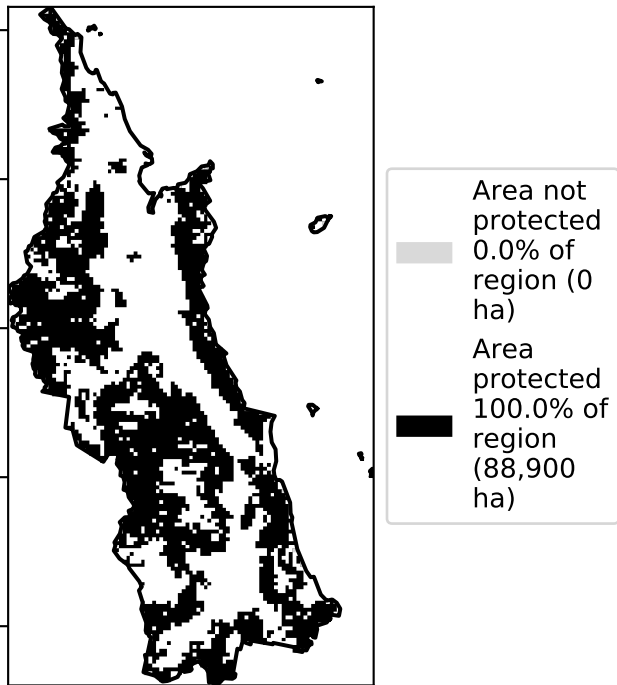 Area not
protected
0.0% of
region (0
ha)
Area
protected
100.0% of
region
(88,900
ha)